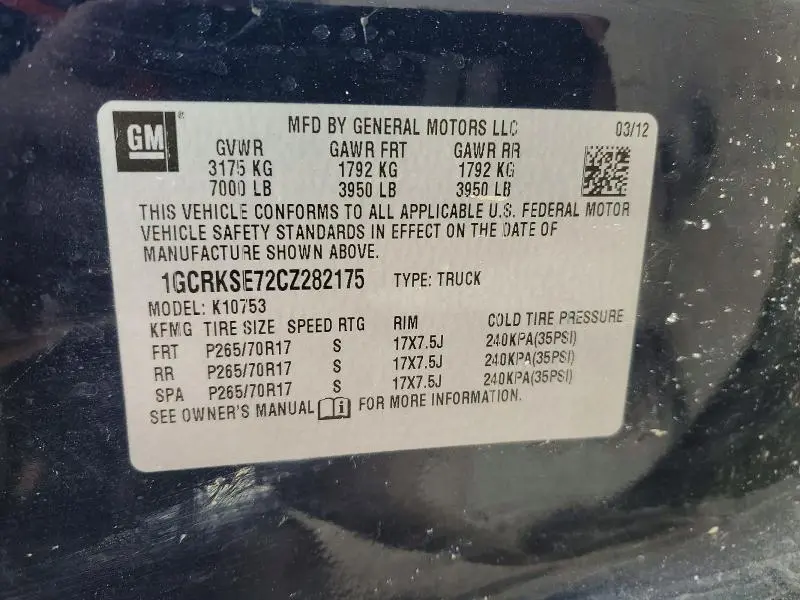 GM® MFD BY GENERAL MOTORS LLC 03/12
GVWR GAWR FRT GAWR RR
3175 KG 1792 KG 1792 KG
7000 LB 3950 LB 3950 LB
THIS VEHICLE CONFORMS TO ALL APPLICABLE U.S. FEDERAL MOTOR
VEHICLE SAFETY STANDARDS IN EFFECT ON THE DATE OF
MANUFACTURE SHOWN ABOVE.
1GCRKSE72CZ282175 TYPE: TRUCK
MODEL: K10753
KFMG TIRE SIZE SPEED RTG RIM COLD TIRE PRESSURE
FRT P265/70R17 S 17X7.5J 240KPA(35PSI)
RR P265/70R17 S 17X7.5J 240KPA(35PSI)
SPA P265/70R17 S 17X7.5J 240KPA(35PSI)
SEE OWNER'S MANUAL i FOR MORE INFORMATION.